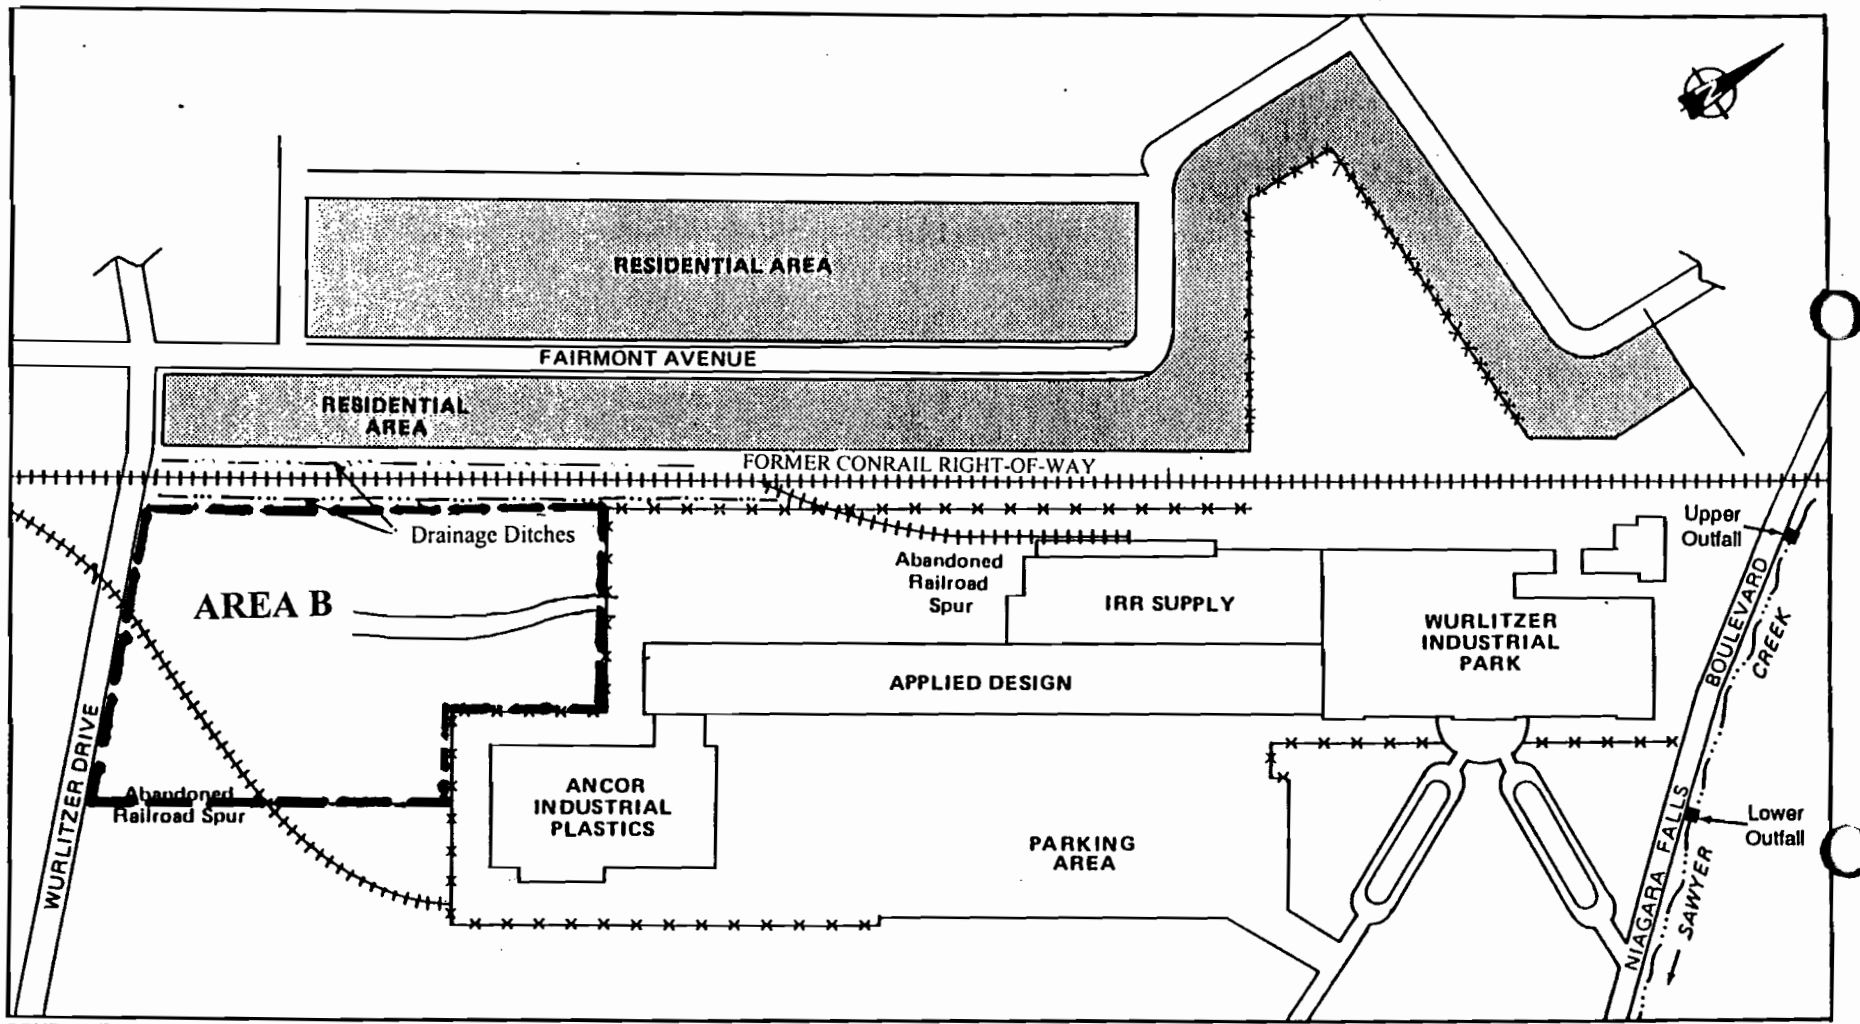 N
RESIDENTIAL AREA
FAIRMONT AVENUE
RESIDENTIAL
AREA
FORMER CONRAIL RIGHT-OF-WAY
Drainage Ditches
AREA B
Abandoned
Railroad
Spur
IRR SUPPLY
WURLITZER
INDUSTRIAL
PARK
APPLIED DESIGN
Upper
Outfall
NIAGARA FALLS BOULEVARD
SAWYER CREEK
Lower
Outfall
WURLITZER DRIVE
Abandoned
Railroad Spur
ANCOR
INDUSTRIAL
PLASTICS
PARKING
AREA